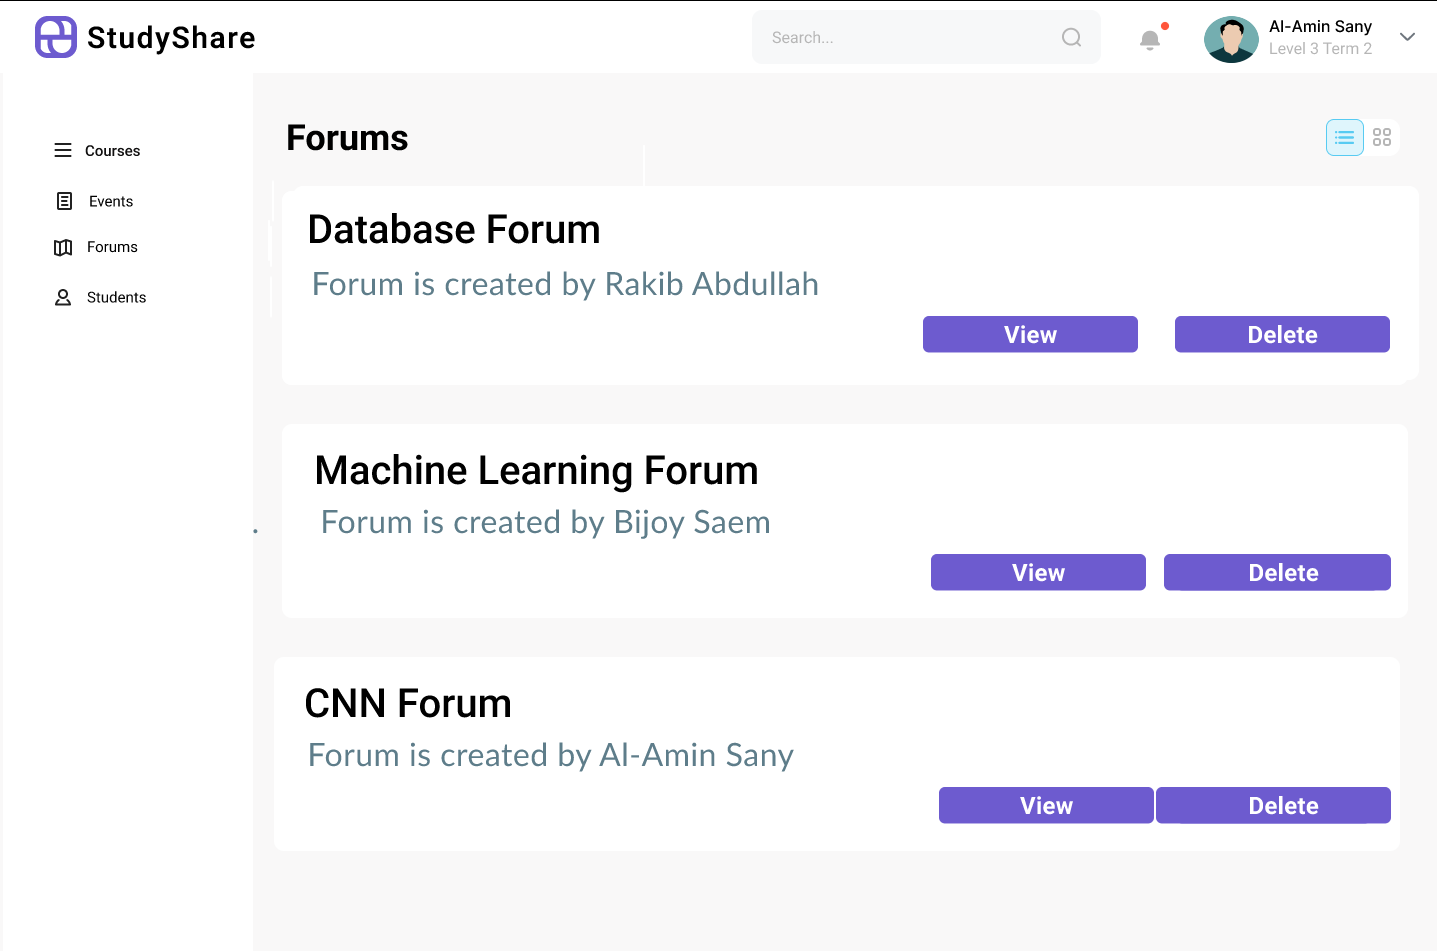 StudyShare
Search...
Al-Amin Sany
Level 3 Term 2
Courses
Events
Forums
Students
Forums
Database Forum
Forum is created by Rakib Abdullah
View
Delete
Machine Learning Forum
Forum is created by Bijoy Saem
View
Delete
.
CNN Forum
Forum is created by Al-Amin Sany
View
Delete